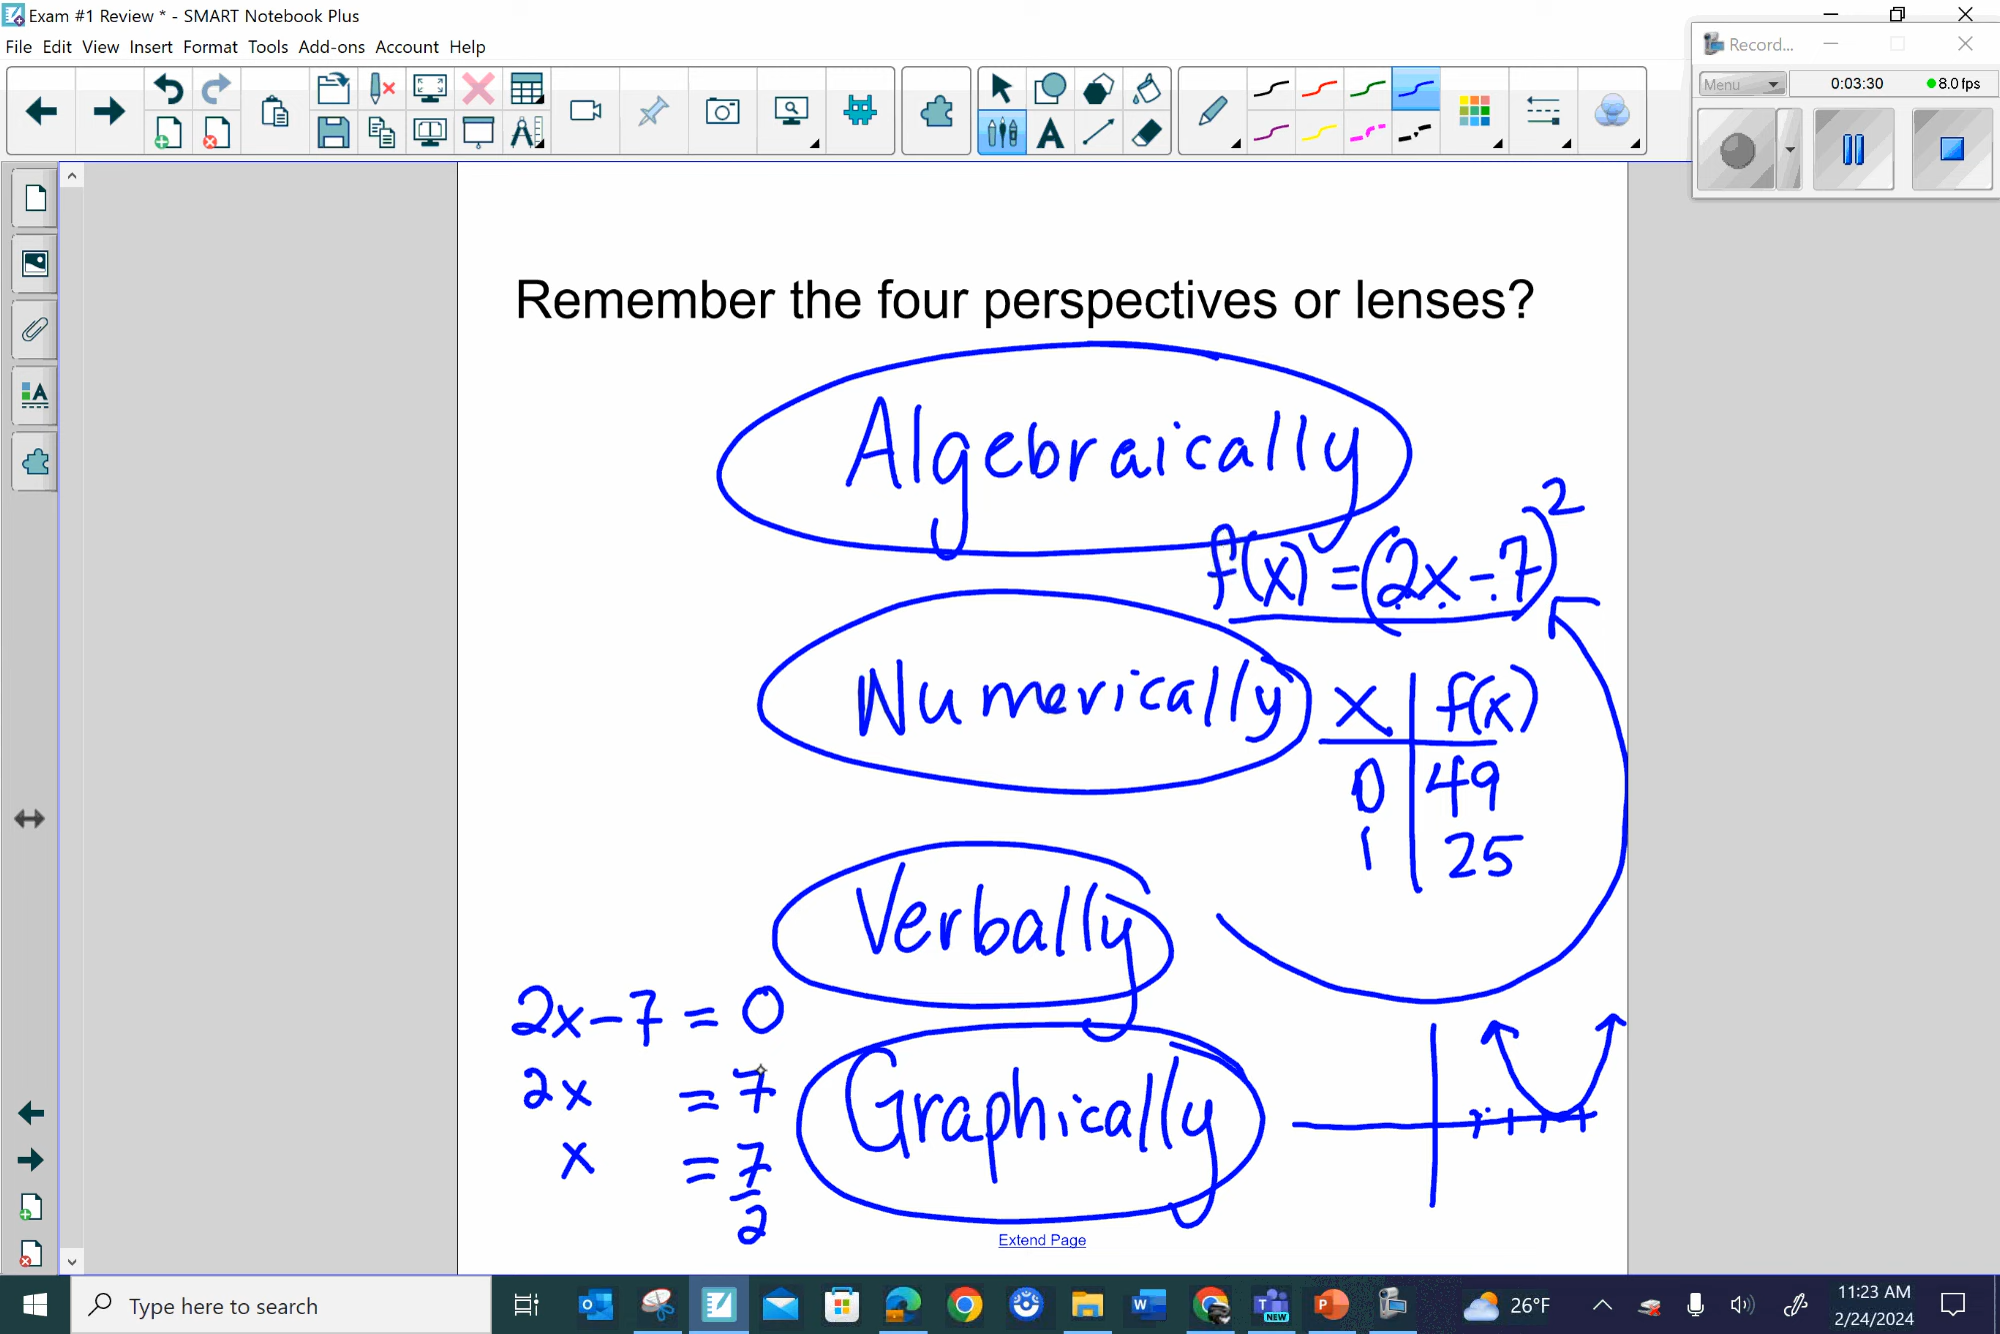 Exam #1 Review * - SMART Notebook Plus
File Edit View Insert Format Tools Add-ons Account Help
Record...
Menu 0:03:30 8.0 fps
Remember the four perspectives or lenses?
Algebraically
f(x) = (2x-7)²
Numerically
x | f(x)
0 | 49
1 | 25
Verbally
2x-7 = 0
2x = 7
x = 7/2
Graphically
Extend Page
Type here to search
26°F
11:23 AM
2/24/2024
NEW